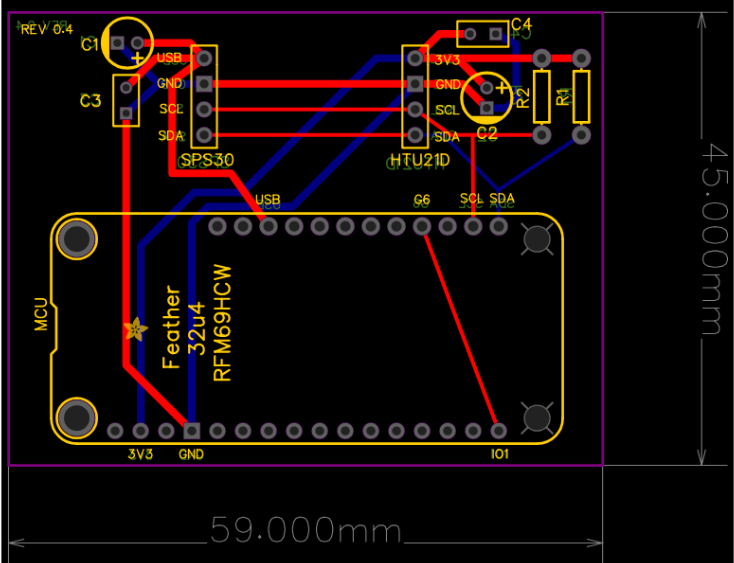 REV 0.4
C1
C3
USB
GND
SCL
SDA
SPS30
C4
3V3
GND
SCL
SDA
HTU21D
C2
R2
R1
USB
G6
SCL SDA
MCU
Feather
32u4
RFM69HCW
3V3
GND
IO1
45.000mm
59.000mm